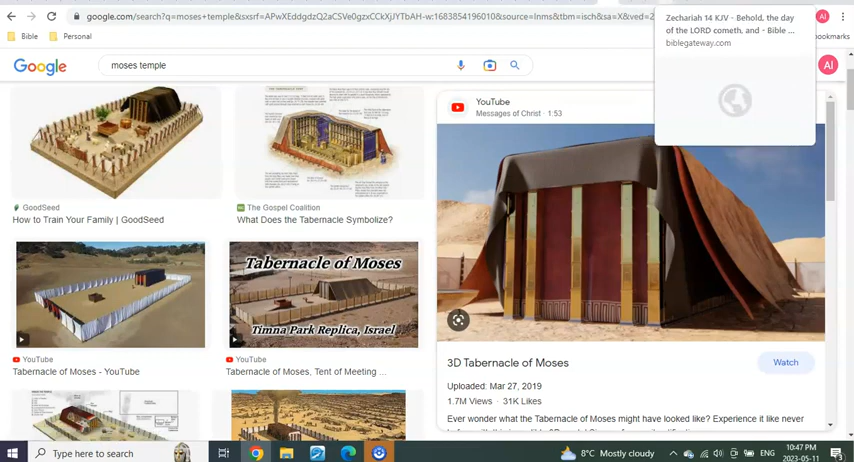 google.com/search?q=moses+temple&sxsrf=APwXEddgdzQ2aCSVe0gzxCCkXjJYTbAH-w:1683854196010&source=lnms&tbm=isch&sa=X&ved=2
AI
Bible
Personal
ookmarks
Zechariah 14 KJV - Behold, the day
of the LORD cometh, and - Bible ...
biblegateway.com
Google
moses temple
AI
GoodSeed
How to Train Your Family | GoodSeed
The Gospel Coalition
What Does the Tabernacle Symbolize?
YouTube
Messages of Christ · 1:53
Tabernacle of Moses
Timna Park Replica, Israel
YouTube
Tabernacle of Moses - YouTube
YouTube
Tabernacle of Moses, Tent of Meeting ...
3D Tabernacle of Moses
Watch
Uploaded: Mar 27, 2019
1.7M Views · 31K Likes
Ever wonder what the Tabernacle of Moses might have looked like? Experience it like never
Type here to search
8°C Mostly cloudy
ENG
10:47 PM
2023-05-11
3